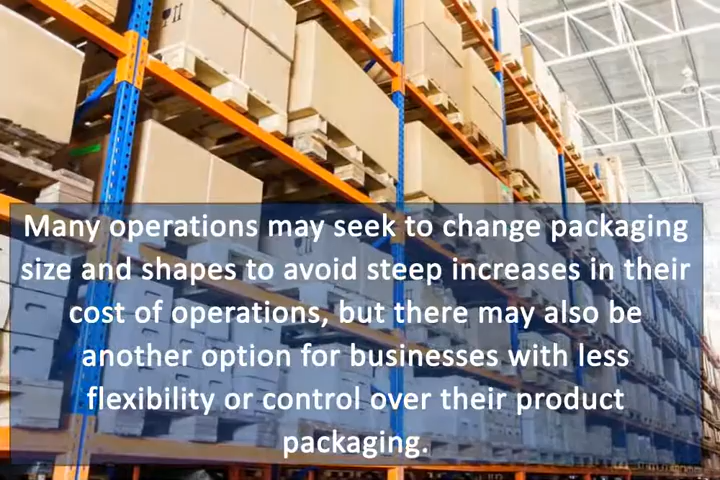 Many operations may seek to change packaging
size and shapes to avoid steep increases in their
cost of operations, but there may also be
another option for businesses with less
flexibility or control over their product
packaging.